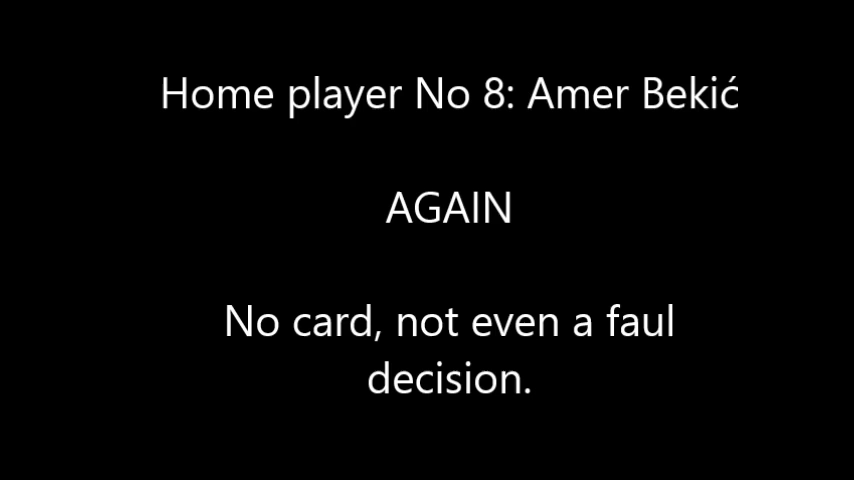 Home player No 8: Amer Bekić
AGAIN
No card, not even a faul
decision.